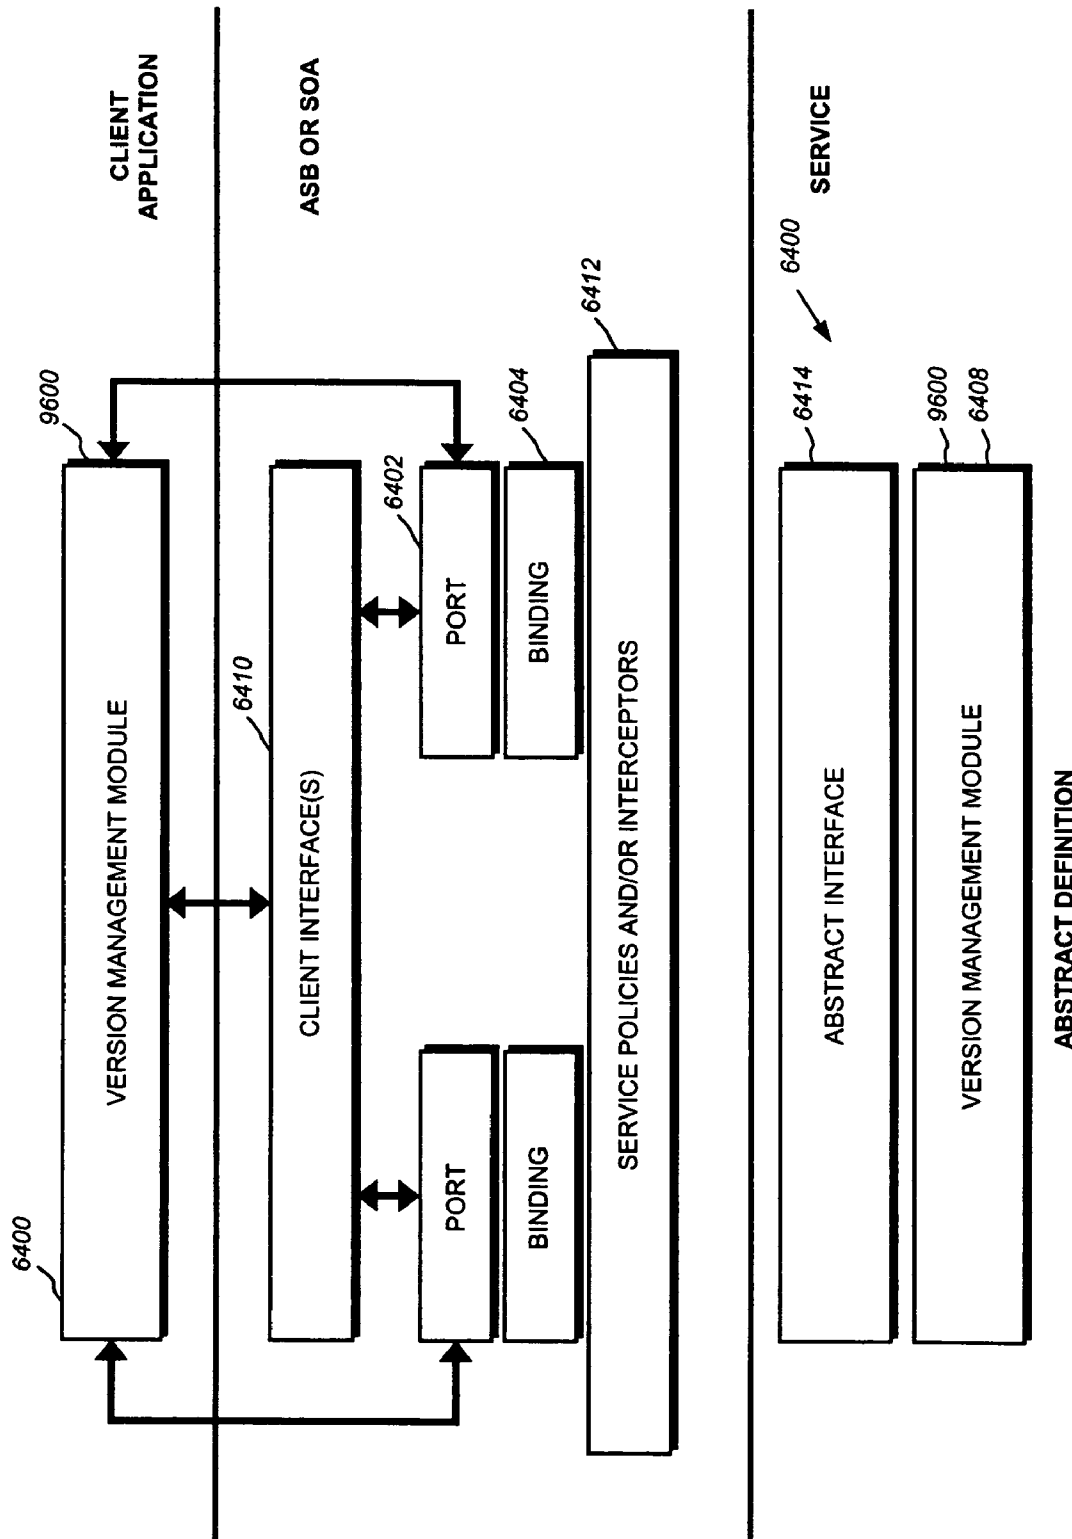 6400
VERSION MANAGEMENT MODULE
9600
CLIENT
APPLICATION
CLIENT INTERFACE(S)
6410
ASB OR SOA
PORT
PORT
6402
BINDING
BINDING
6404
SERVICE POLICIES AND/OR INTERCEPTORS
6412
ABSTRACT INTERFACE
6414
6400
SERVICE
VERSION MANAGEMENT MODULE
9600
6408
ABSTRACT DEFINITION